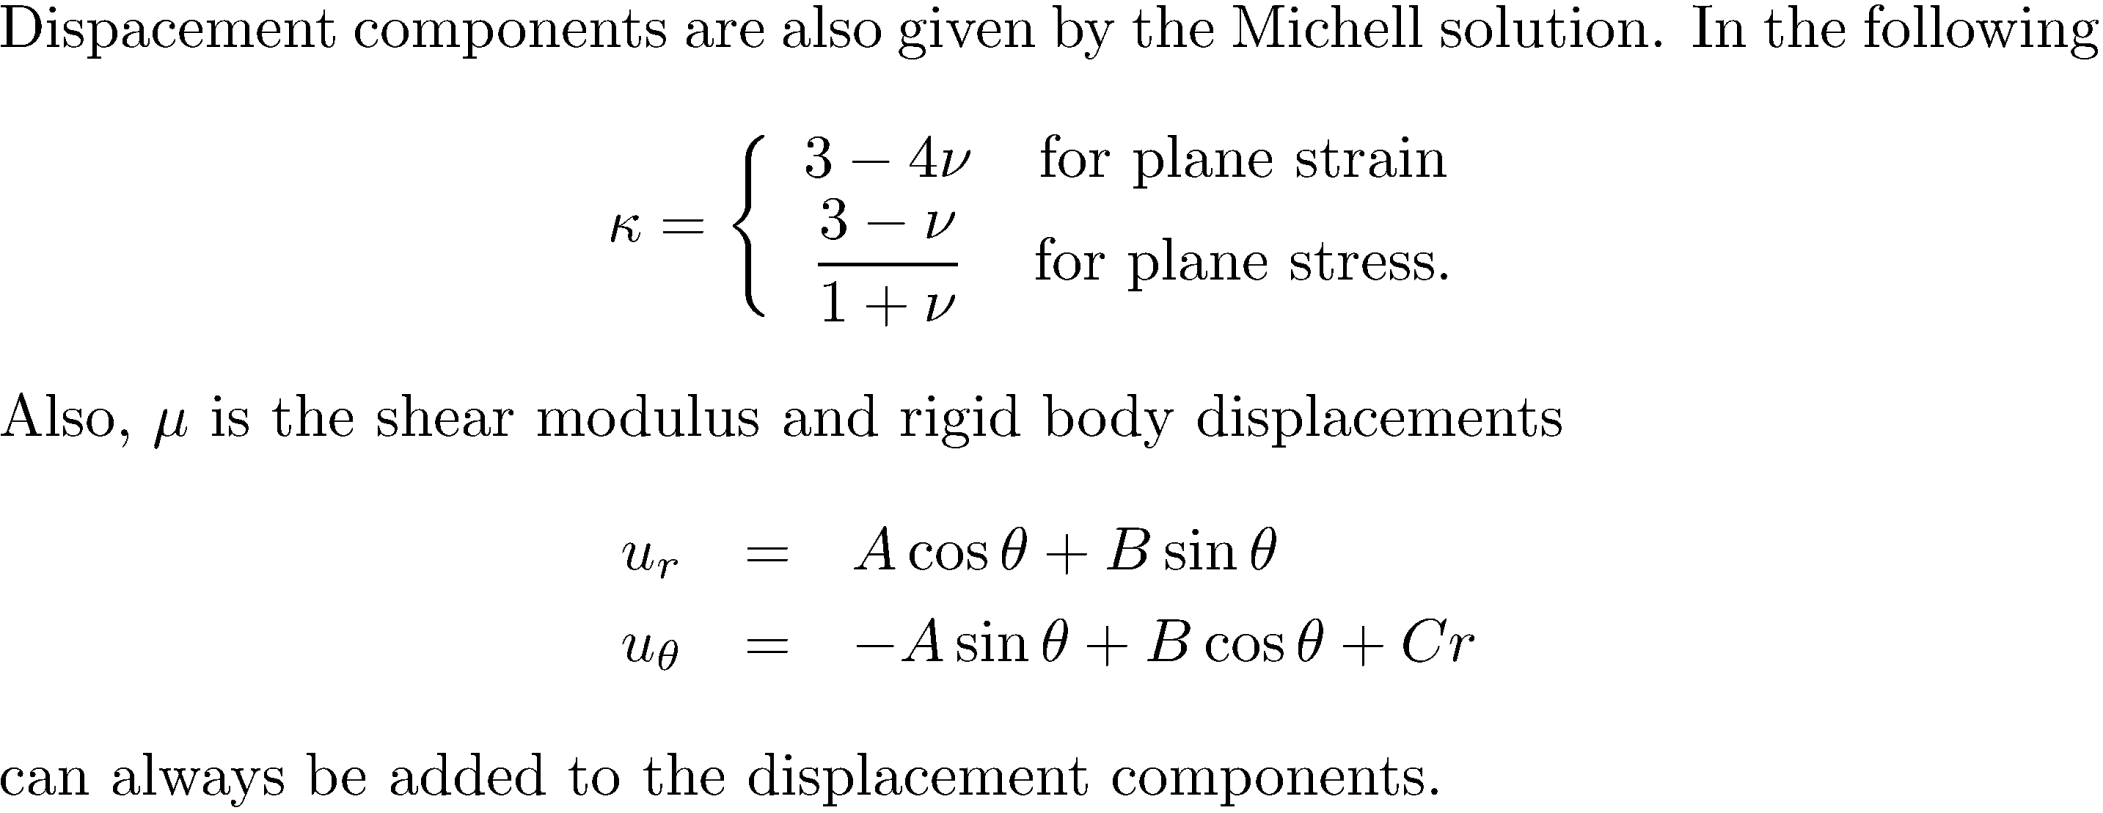 Dispacement components are also given by the Michell solution. In the following
κ = { 3 − 4ν for plane strain
(3 − ν)/(1 + ν) for plane stress.
Also, μ is the shear modulus and rigid body displacements
u_r = A cos θ + B sin θ
u_θ = −A sin θ + B cos θ + Cr
can always be added to the displacement components.